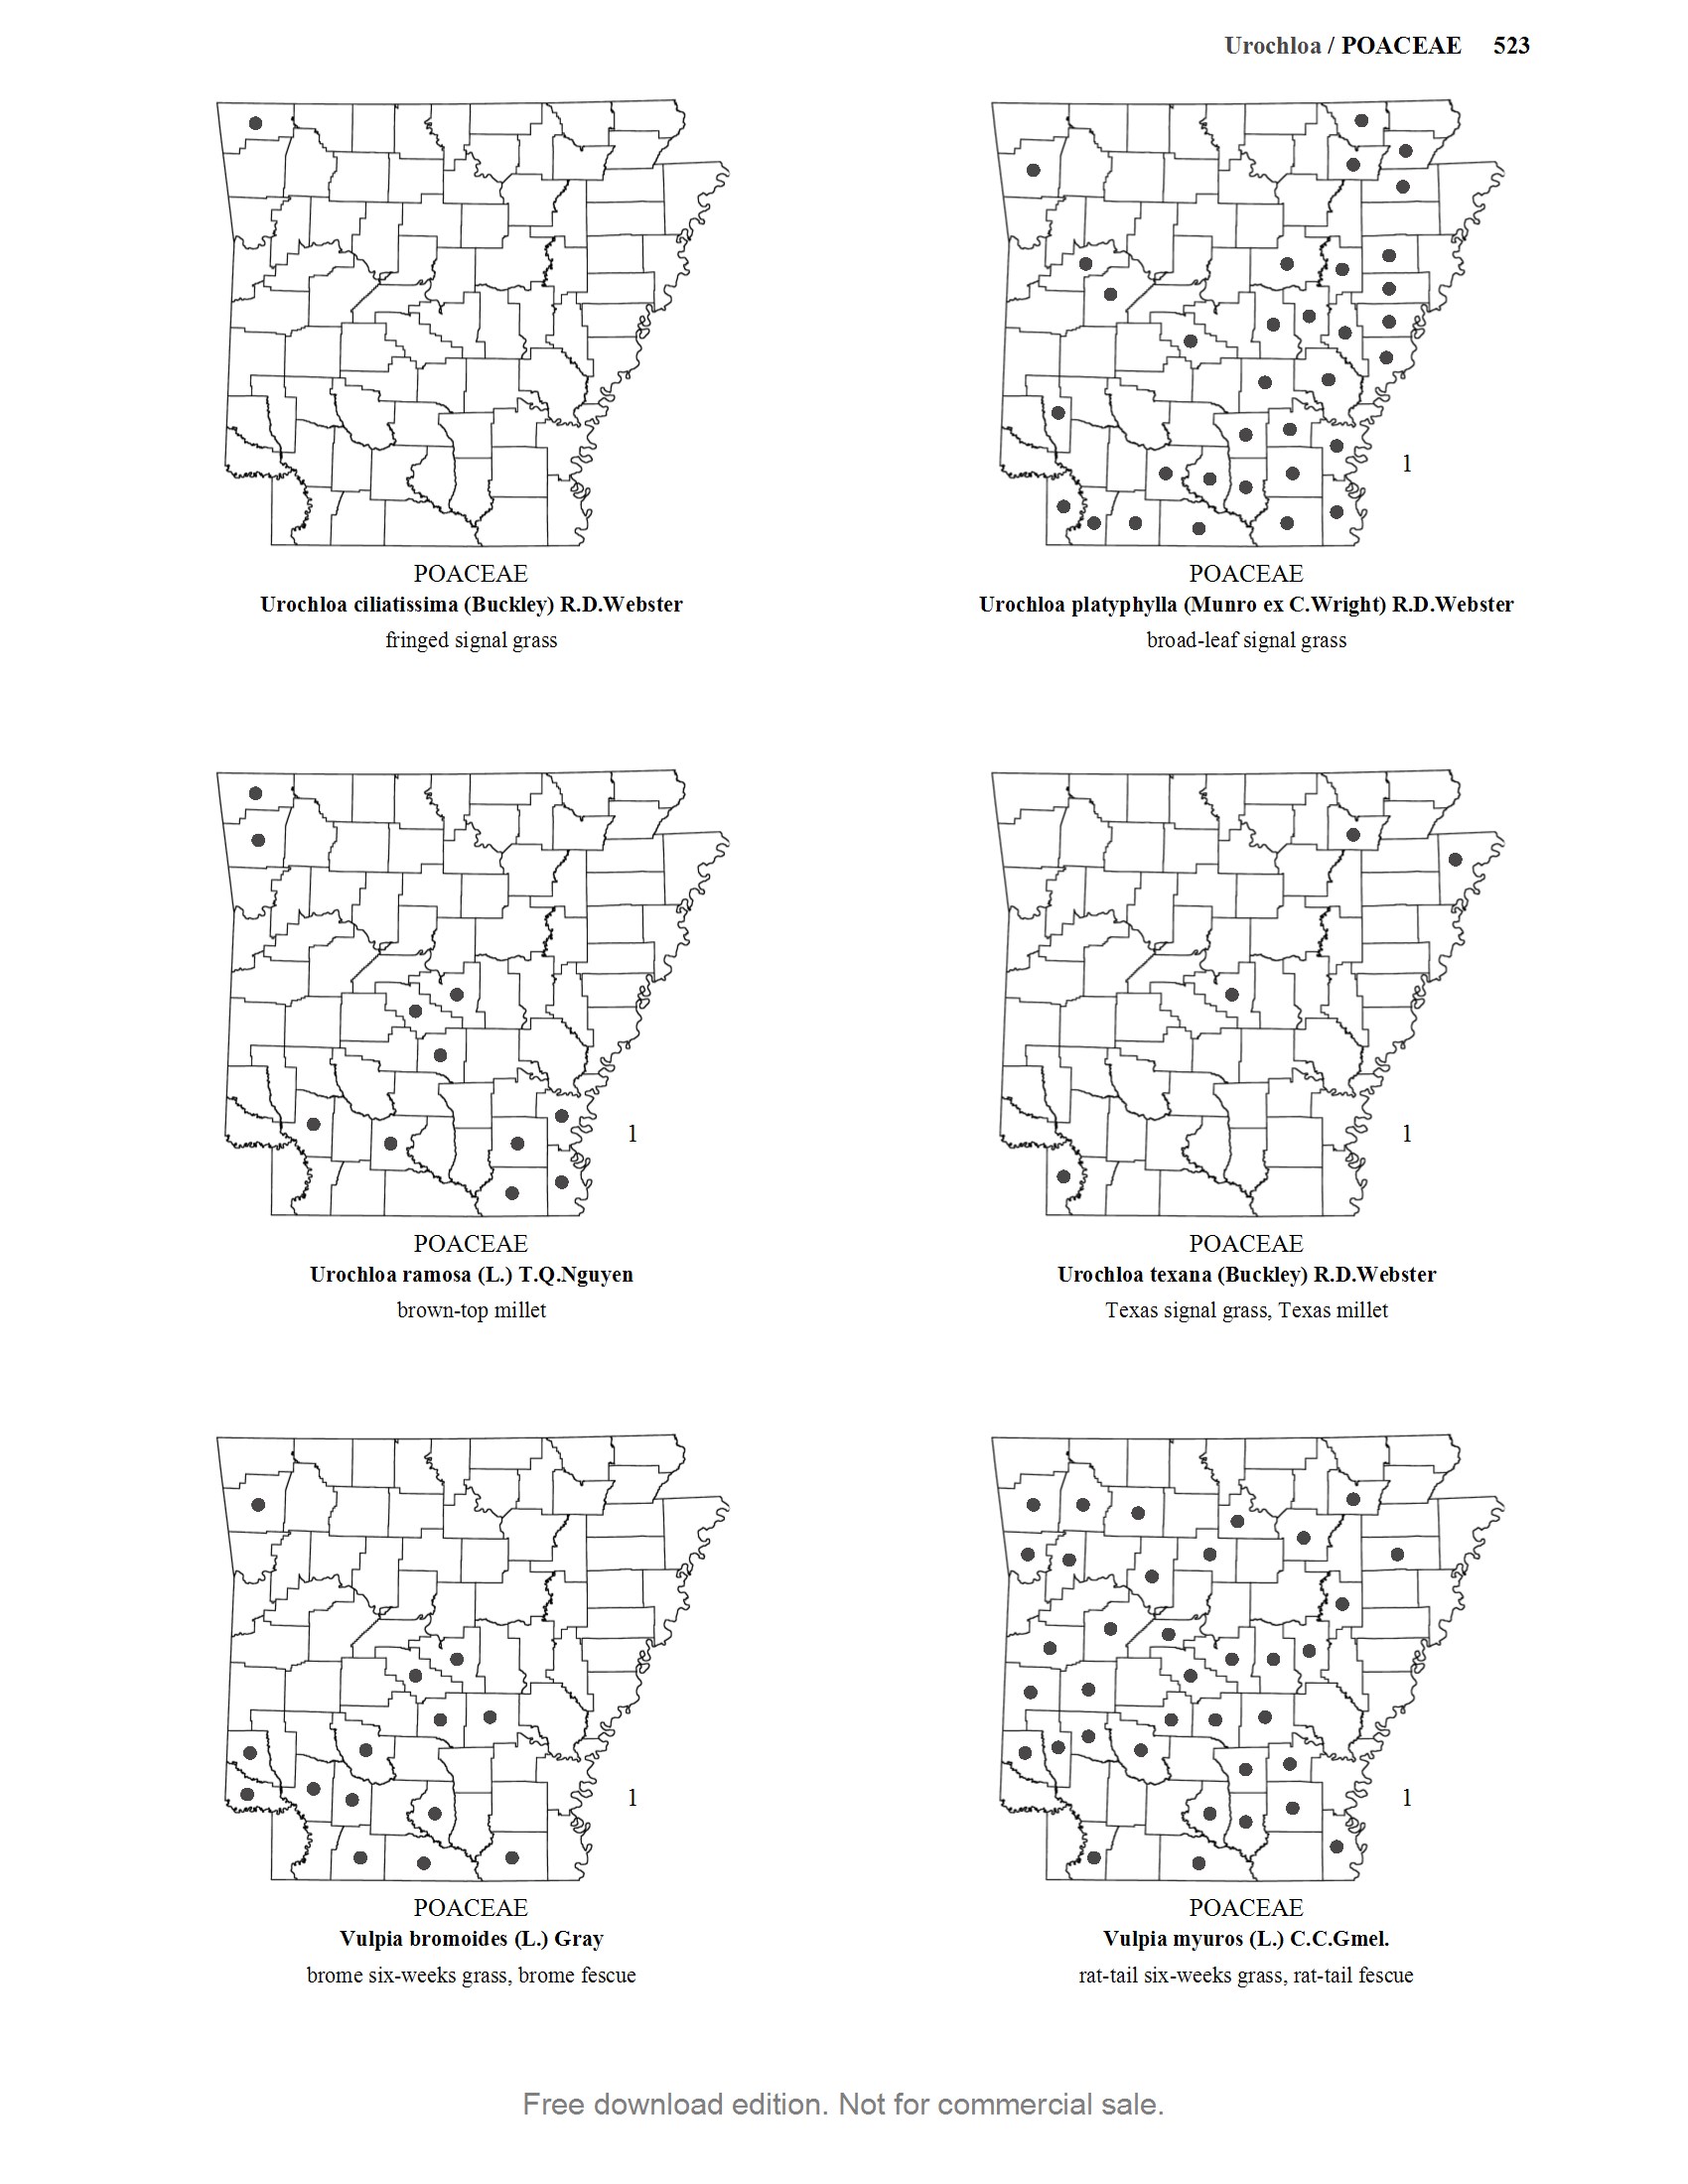 Urochloa / POACEAE 523
POACEAE
Urochloa ciliatissima (Buckley) R.D.Webster
fringed signal grass
1
POACEAE
Urochloa platyphylla (Munro ex C.Wright) R.D.Webster
broad-leaf signal grass
1
POACEAE
Urochloa ramosa (L.) T.Q.Nguyen
brown-top millet
1
POACEAE
Urochloa texana (Buckley) R.D.Webster
Texas signal grass, Texas millet
1
POACEAE
Vulpia bromoides (L.) Gray
brome six-weeks grass, brome fescue
1
POACEAE
Vulpia myuros (L.) C.C.Gmel.
rat-tail six-weeks grass, rat-tail fescue
Free download edition. Not for commercial sale.